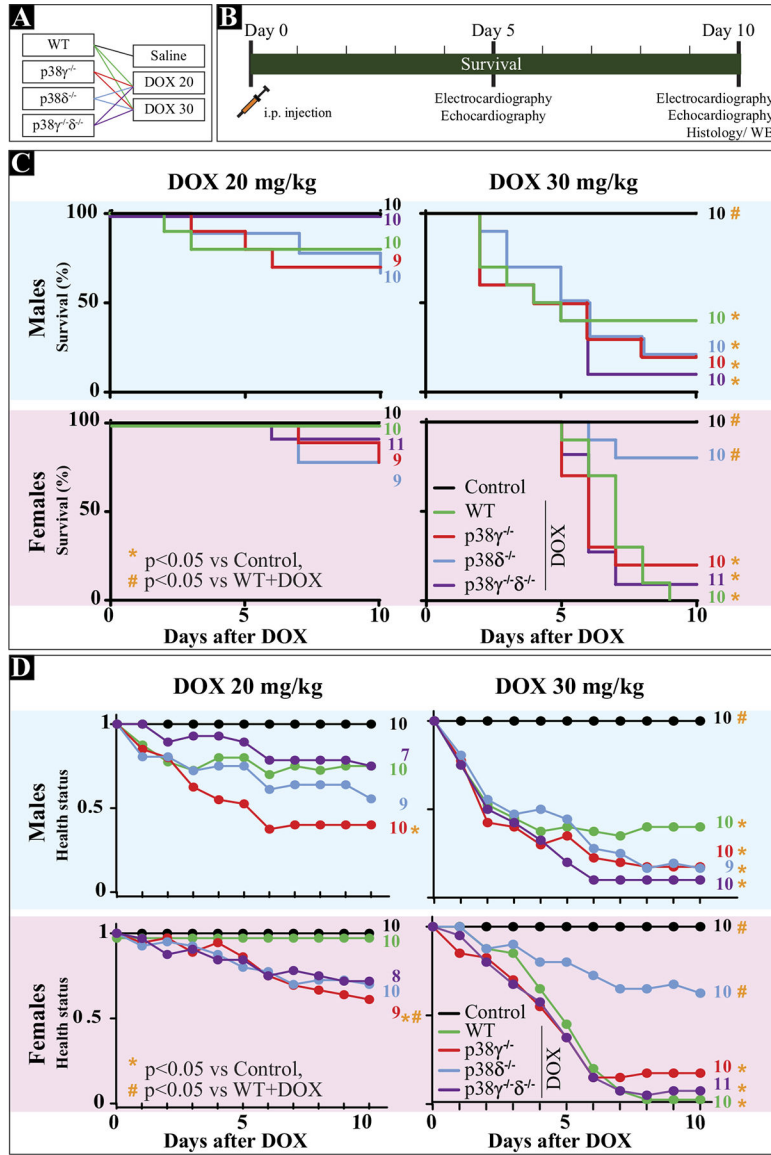 A
WT
p38γ⁻/⁻
p38δ⁻/⁻
p38γ⁻/⁻δ⁻/⁻
Saline
DOX 20
DOX 30
B
Day 0
Day 5
Day 10
Survival
i.p. injection
Electrocardiography
Echocardiography
Electrocardiography
Echocardiography
Histology/ WB
C
DOX 20 mg/kg
DOX 30 mg/kg
Males
Survival (%)
100
50
0
10
10
10
9
10
10 #
10 *
10 *
10 *
10 *
Females
Survival (%)
100
50
0
10
10
11
9
9
* p<0.05 vs Control,
# p<0.05 vs WT+DOX
10 #
10 #
Control
WT
p38γ⁻/⁻
p38δ⁻/⁻
p38γ⁻/⁻δ⁻/⁻
DOX
10 *
11 *
10 *
0 5 10
0 5 10
Days after DOX
Days after DOX
D
DOX 20 mg/kg
DOX 30 mg/kg
Males
Health status
1
0.5
0
10
7
10
9
10 *
10 #
10 *
10 *
9 *
10 *
Females
Health status
1
0.5
10
10
8
10
9 *#
* p<0.05 vs Control,
# p<0.05 vs WT+DOX
10 #
10 #
Control
WT
p38γ⁻/⁻
p38δ⁻/⁻
p38γ⁻/⁻δ⁻/⁻
DOX
10 *
11 *
10 *
0 5 10
0 5 10
Days after DOX
Days after DOX